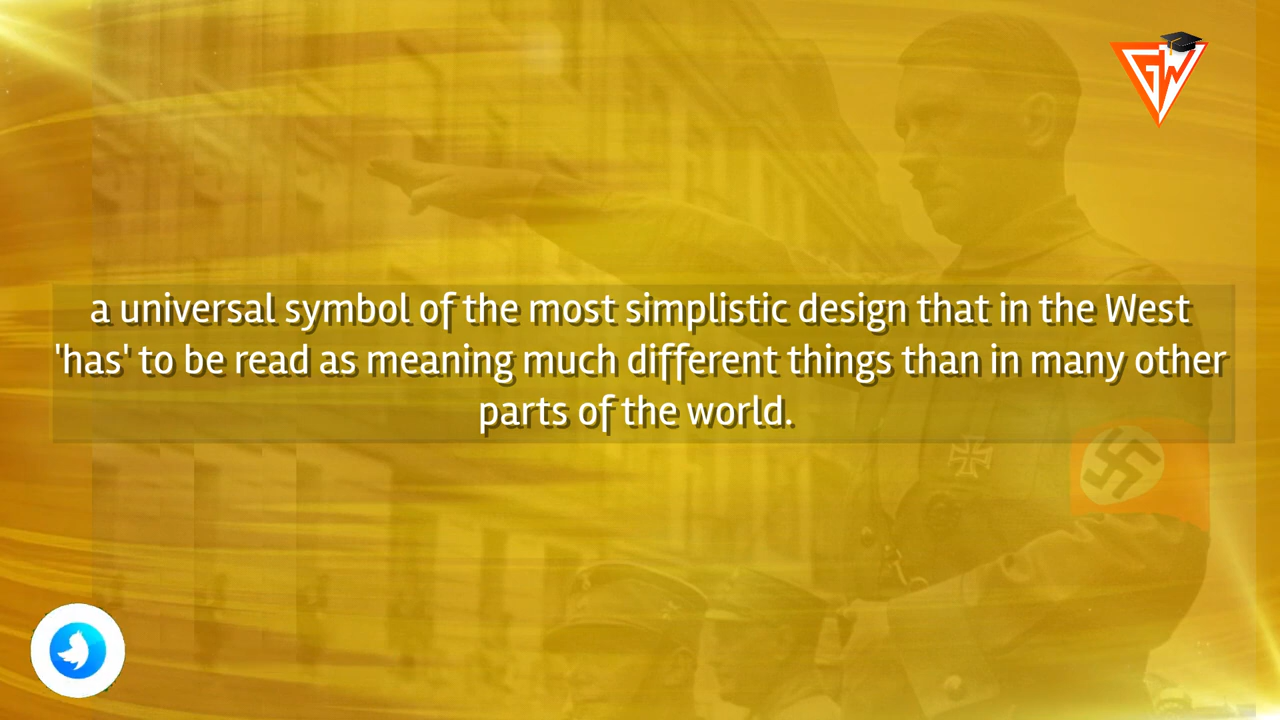 GW
a universal symbol of the most simplistic design that in the West
'has' to be read as meaning much different things than in many other
parts of the world.